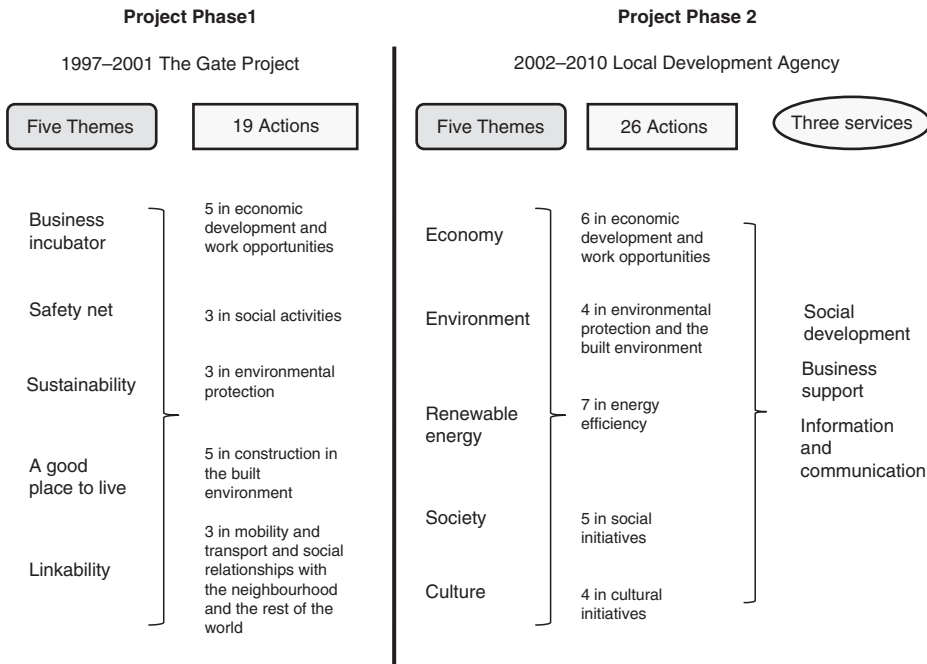 Project Phase1
1997–2001 The Gate Project
Five Themes
19 Actions
Business
incubator
5 in economic
development and
work opportunities
Safety net
3 in social activities
Sustainability
3 in environmental
protection
A good
place to live
5 in construction in
the built
environment
Linkability
3 in mobility and
transport and social
relationships with
the neighbourhood
and the rest of the
world
Project Phase 2
2002–2010 Local Development Agency
Five Themes
26 Actions
Three services
Economy
6 in economic
development and
work opportunities
Environment
4 in environmental
protection and the
built environment
Renewable
energy
7 in energy
efficiency
Society
5 in social
initiatives
Culture
4 in cultural
initiatives
Social
development
Business
support
Information
and
communication